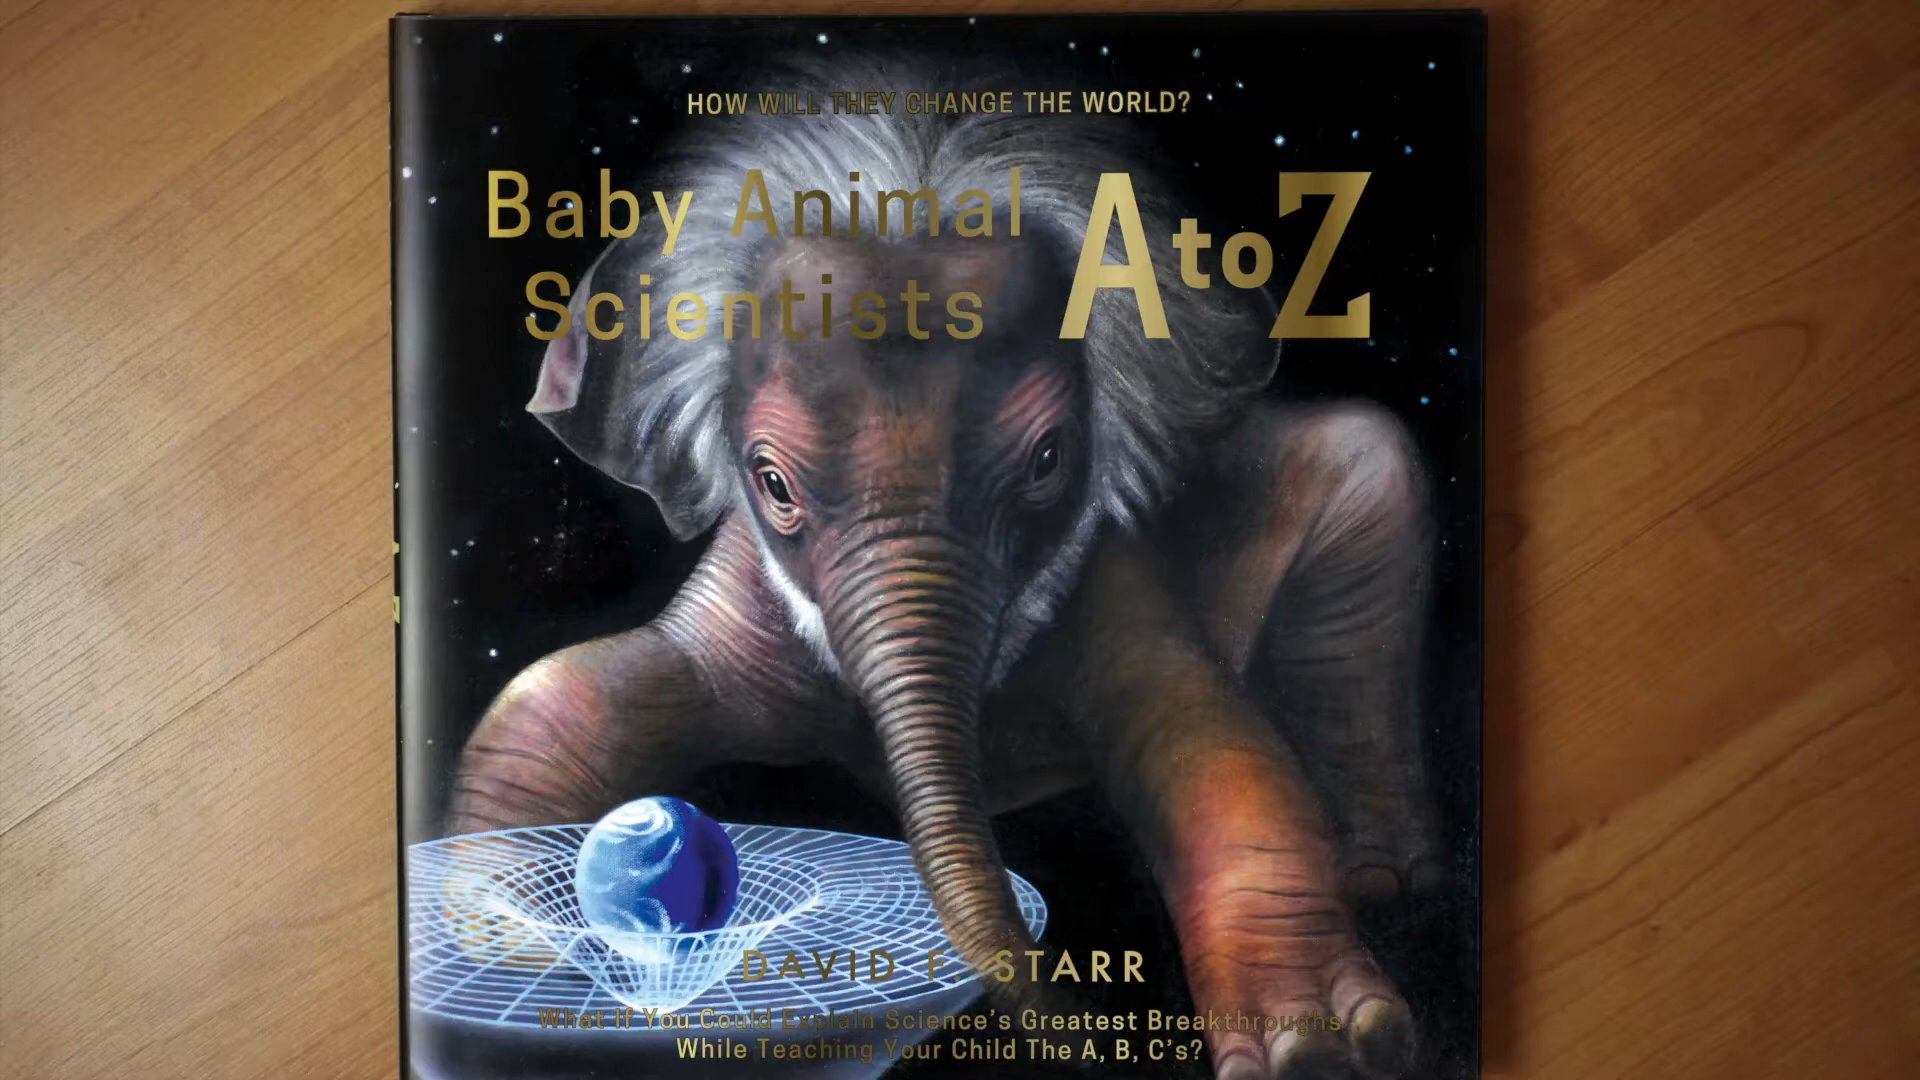 HOW WILL THEY CHANGE THE WORLD?
Baby Animal
Scientists
A to Z
DAVID F. STARR
What If You Could Explain Science's Greatest Breakthroughs
While Teaching Your Child The A, B, C's?